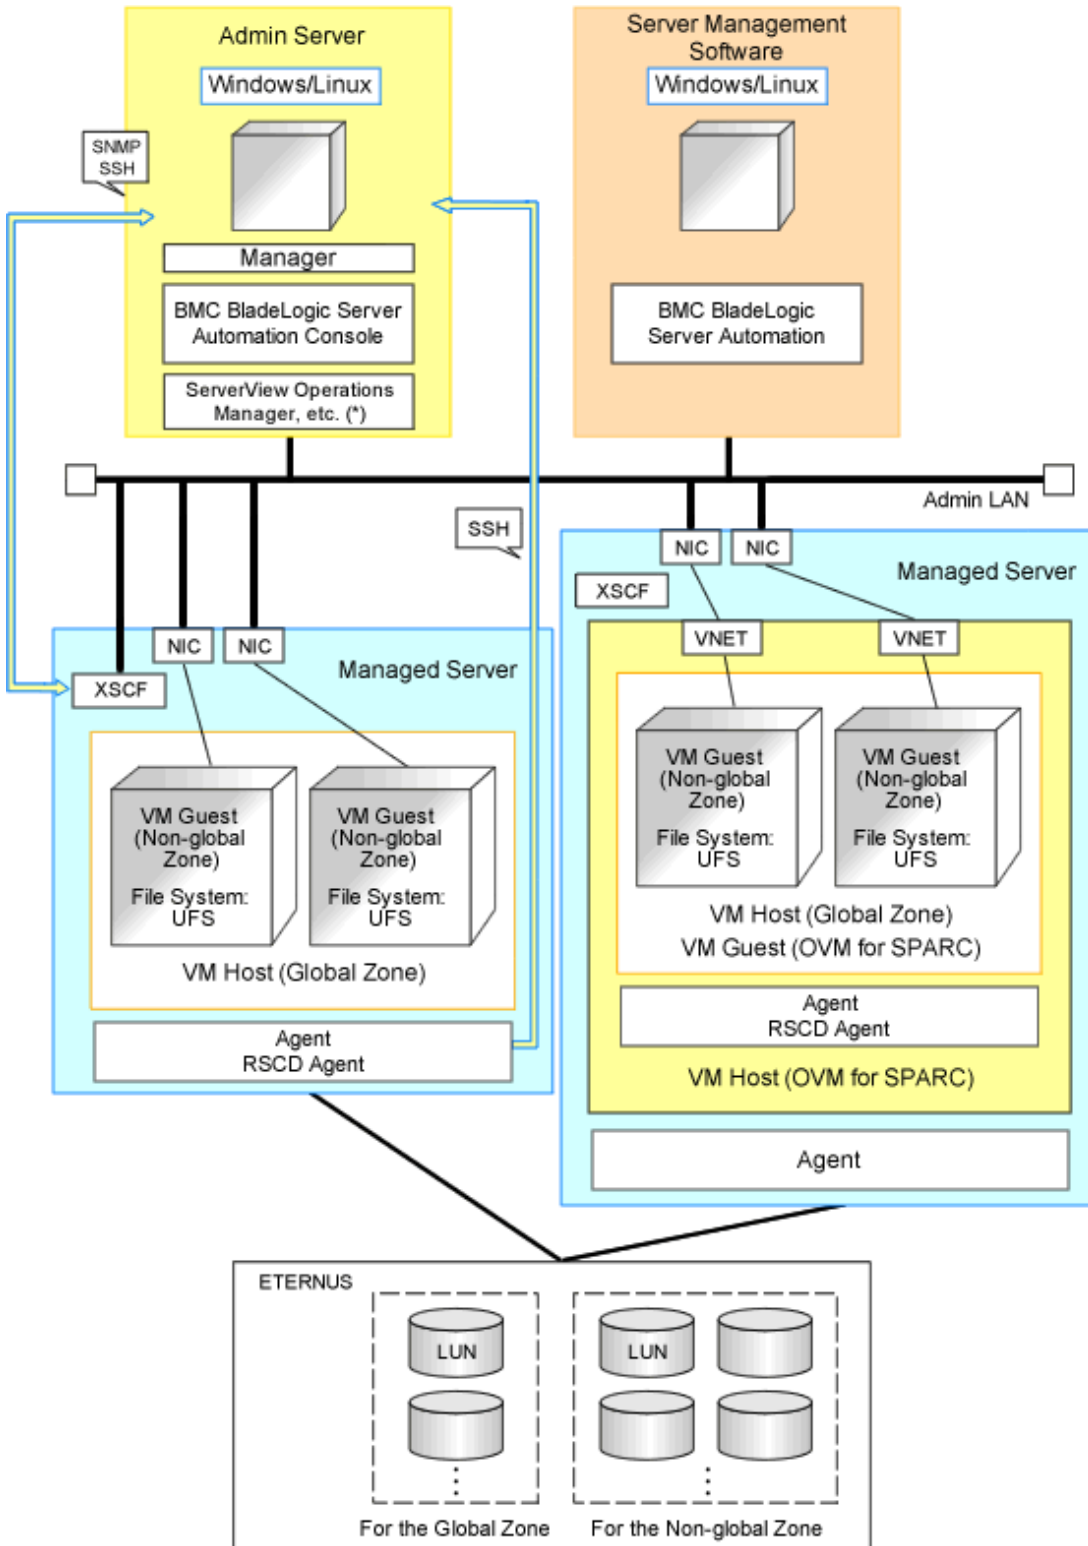 Admin Server
Windows/Linux
SNMP
SSH
Manager
BMC BladeLogic Server
Automation Console
ServerView Operations
Manager, etc. (*)
Server Management
Software
Windows/Linux
BMC BladeLogic
Server Automation
Admin LAN
SSH
NIC
NIC
Managed Server
XSCF
VM Guest
(Non-global
Zone)
File System:
UFS
VM Guest
(Non-global
Zone)
File System:
UFS
VM Host (Global Zone)
Agent
RSCD Agent
NIC
NIC
Managed Server
XSCF
VNET
VNET
VM Guest
(Non-global
Zone)
File System:
UFS
VM Guest
(Non-global
Zone)
File System:
UFS
VM Host (Global Zone)
VM Guest (OVM for SPARC)
Agent
RSCD Agent
VM Host (OVM for SPARC)
Agent
ETERNUS
LUN
LUN
For the Global Zone
For the Non-global Zone